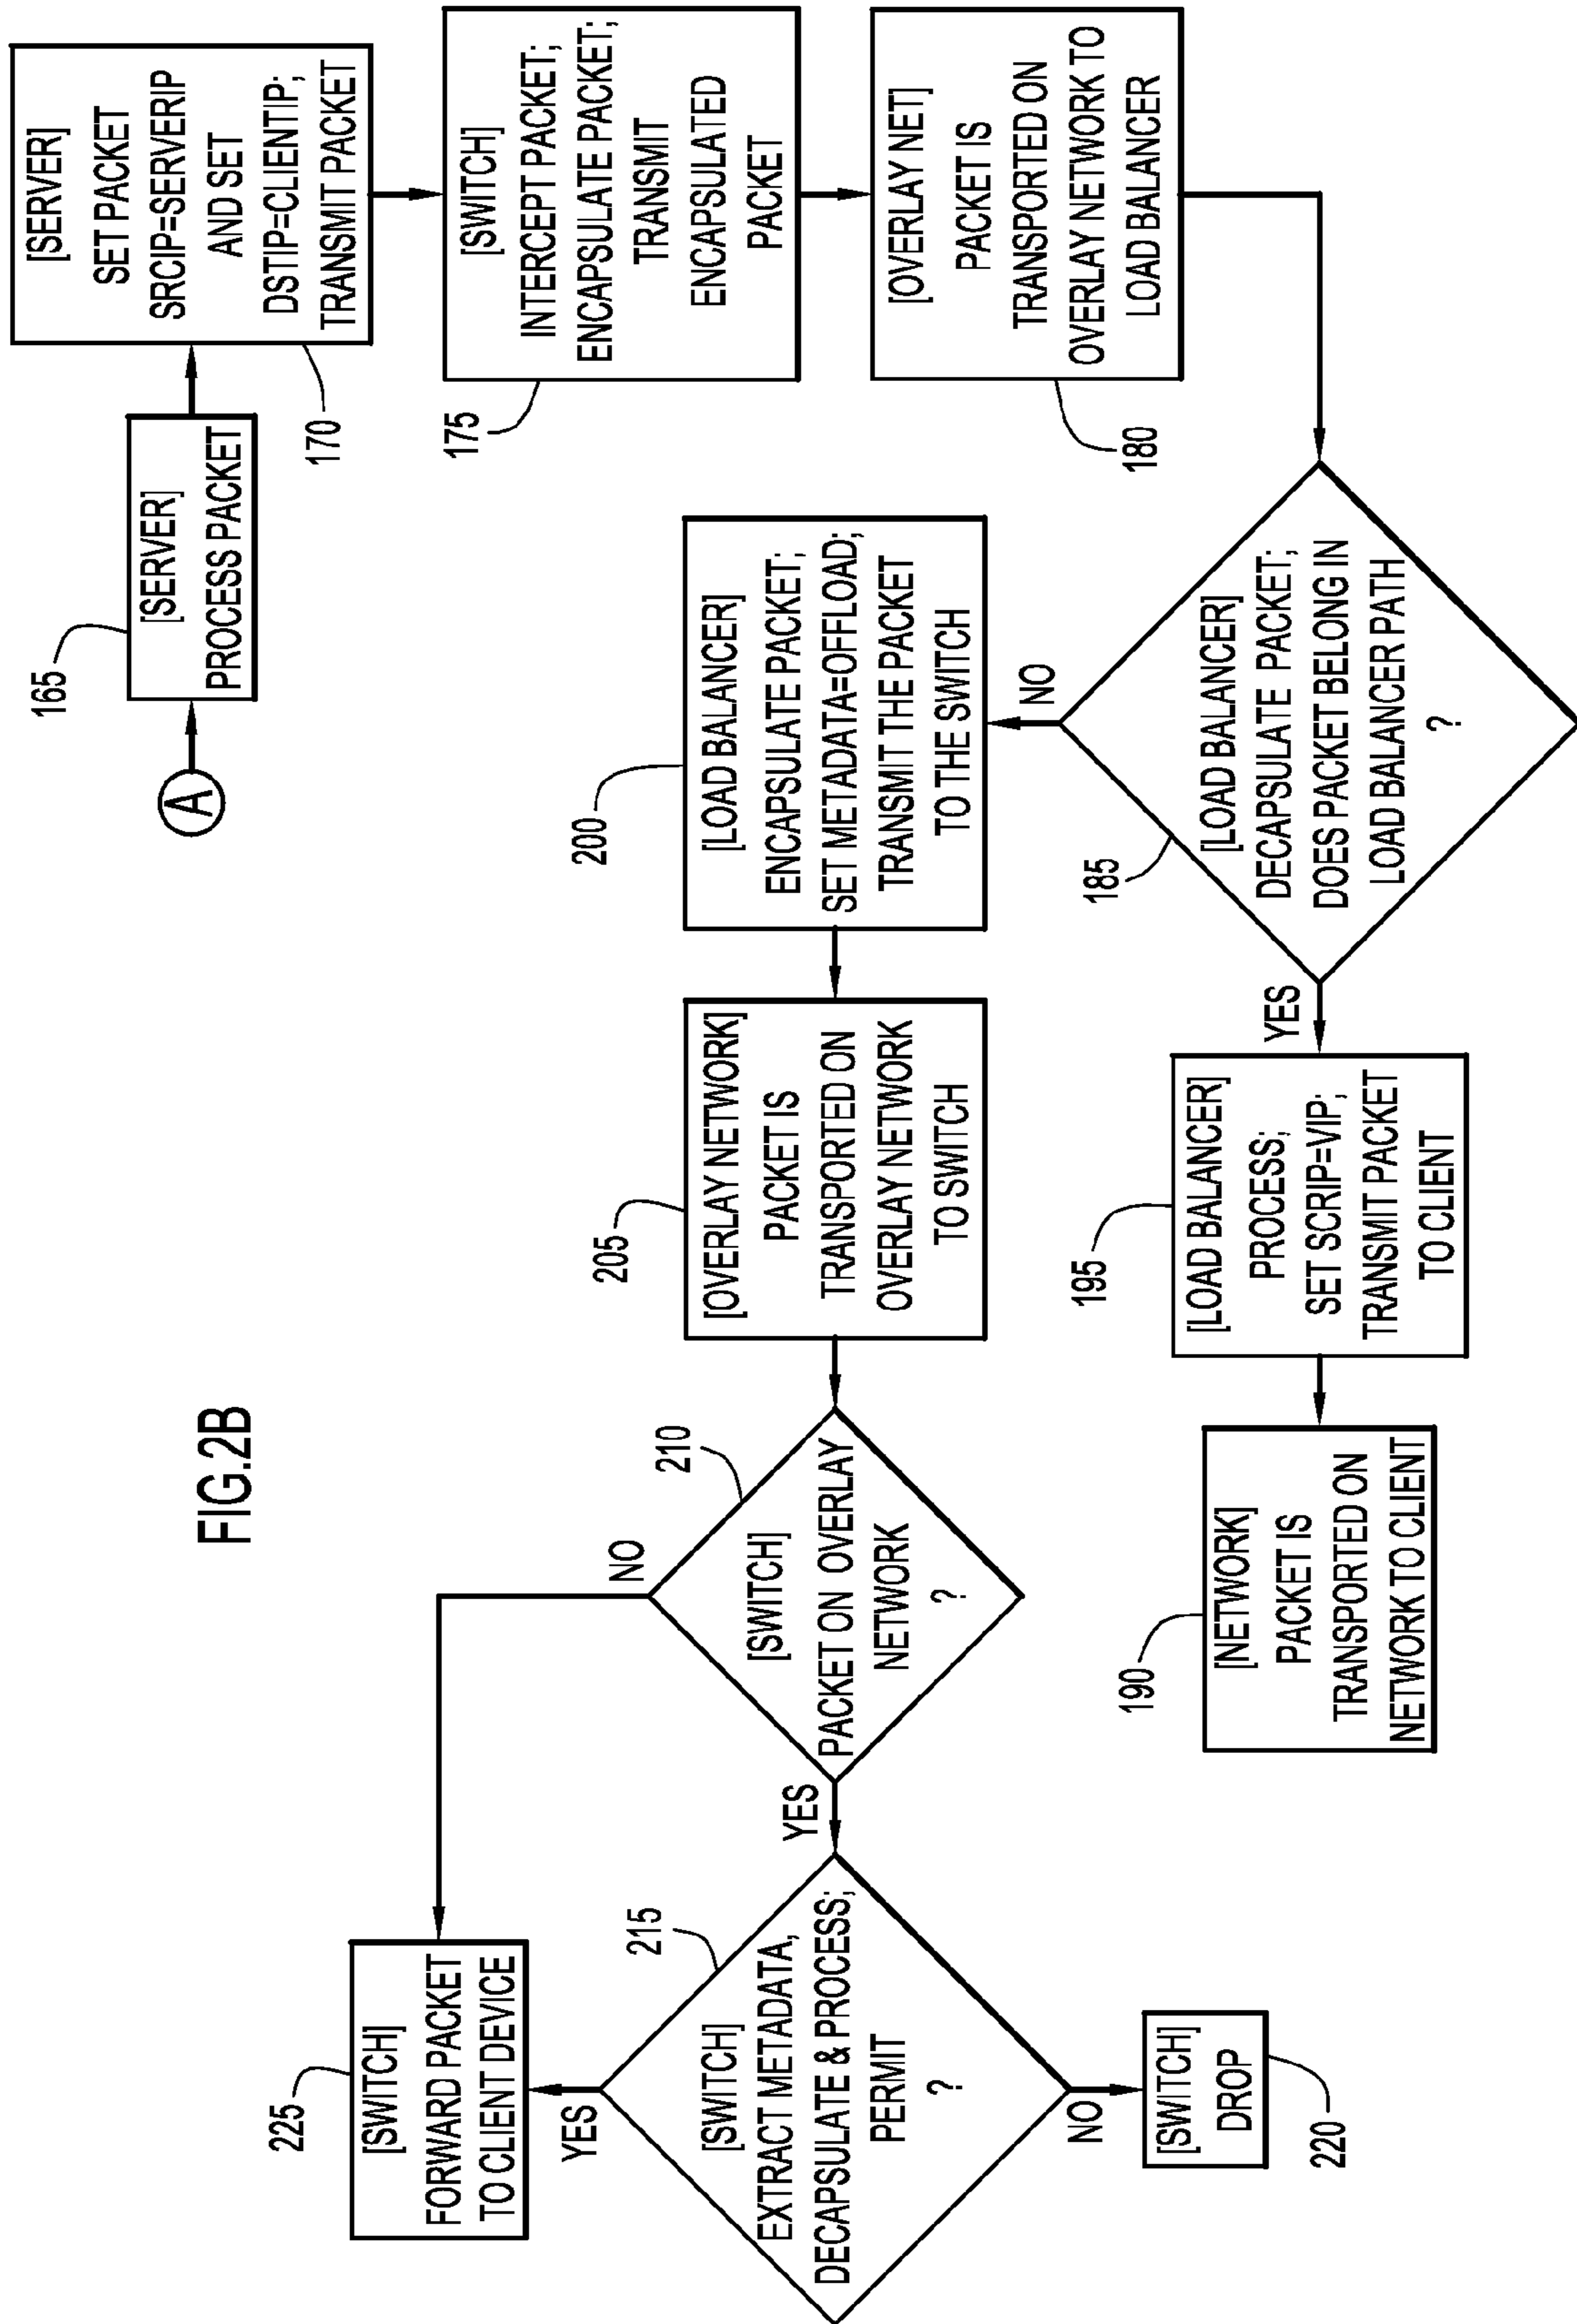 FIG.2B
A
165
[SERVER]
PROCESS PACKET
170
[SERVER]
SET PACKET
SRCIP=SERVERIP
AND SET
DSTIP=CLIENTIP;
TRANSMIT PACKET
175
[SWITCH]
INTERCEPT PACKET;
ENCAPSULATE PACKET;
TRANSMIT
ENCAPSULATED
PACKET
180
[OVERLAY NET]
PACKET IS
TRANSPORTED ON
OVERLAY NETWORK TO
LOAD BALANCER
185
[LOAD BALANCER]
DECAPSULATE PACKET;
DOES PACKET BELONG IN
LOAD BALANCER PATH
?
YES
NO
195
[LOAD BALANCER]
PROCESS;
SET SCRIP=VIP;
TRANSMIT PACKET
TO CLIENT
190
[NETWORK]
PACKET IS
TRANSPORTED ON
NETWORK TO CLIENT
200
[LOAD BALANCER]
ENCAPSULATE PACKET;
SET METADATA=OFFLOAD;
TRANSMIT THE PACKET
TO THE SWITCH
205
[OVERLAY NETWORK]
PACKET IS
TRANSPORTED ON
OVERLAY NETWORK
TO SWITCH
210
[SWITCH]
PACKET ON OVERLAY
NETWORK
?
NO
YES
215
[SWITCH]
EXTRACT METADATA,
DECAPSULATE & PROCESS;
PERMIT
?
YES
NO
225
[SWITCH]
FORWARD PACKET
TO CLIENT DEVICE
[SWITCH]
DROP
220